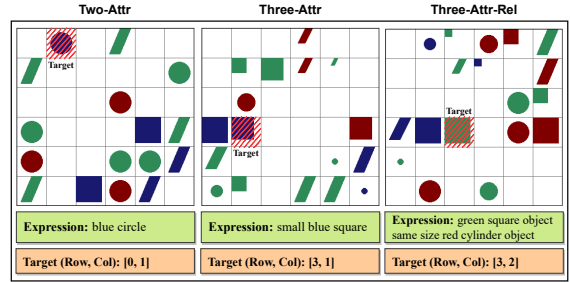 Two-Attr
Three-Attr
Three-Attr-Rel
Target
Target
Target
Expression: blue circle
Expression: small blue square
Expression: green square object
same size red cylinder object
Target (Row, Col): [0, 1]
Target (Row, Col): [3, 1]
Target (Row, Col): [3, 2]